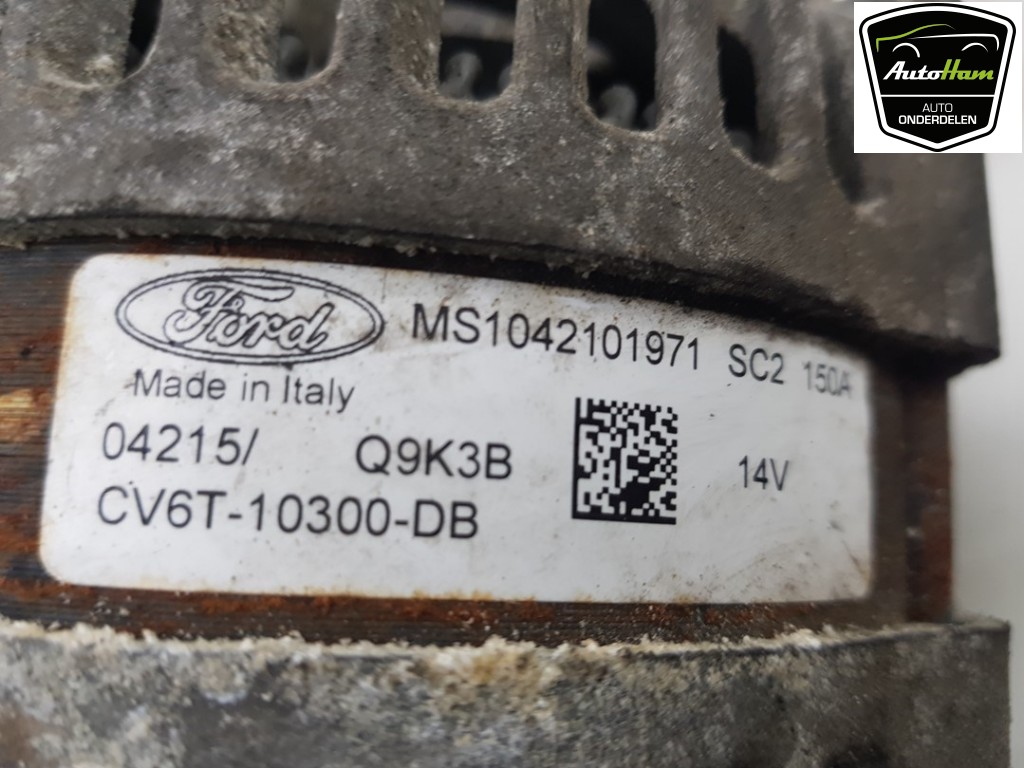 AutoHam
AUTO
ONDERDELEN
Ford MS1042101971 SC2 150A
Made in Italy
04215/ Q9K3B 14V
CV6T-10300-DB